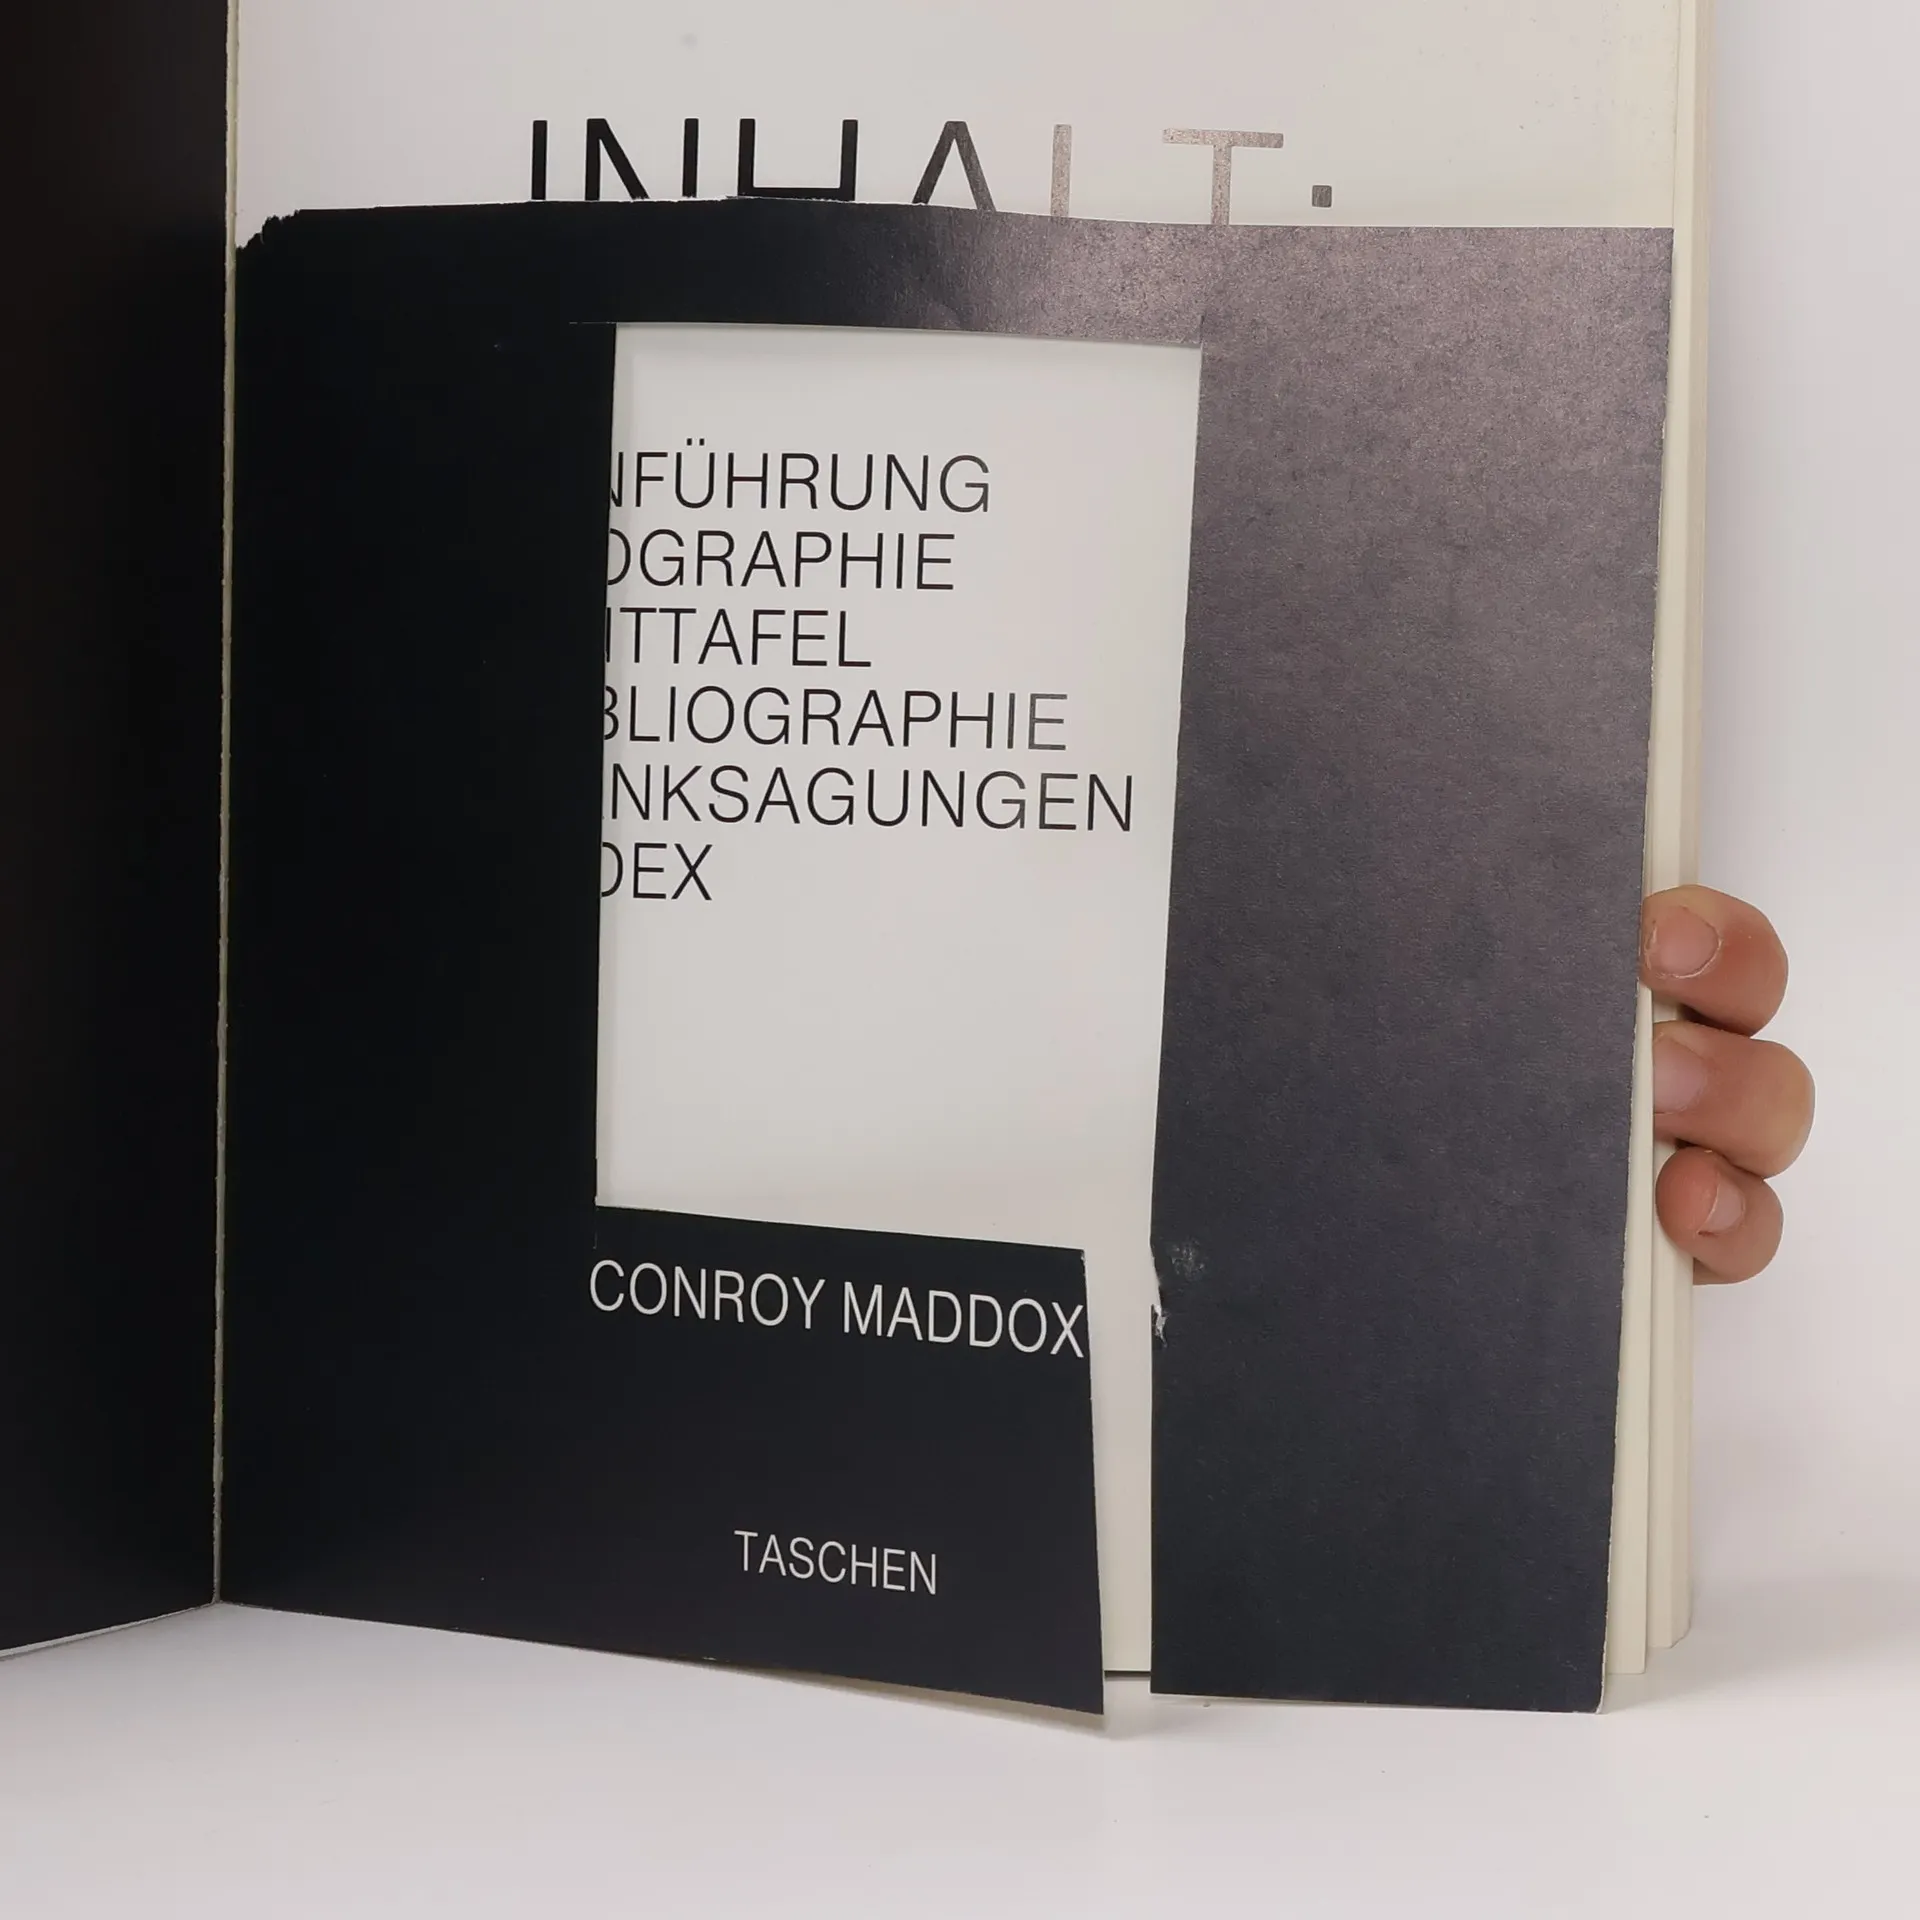 INHALT:
NFÜHRUNG
OGRAPHIE
ITTAFEL
BLIOGRAPHIE
NKSAGUNGEN
DEX
CONROY MADDOX
TASCHEN